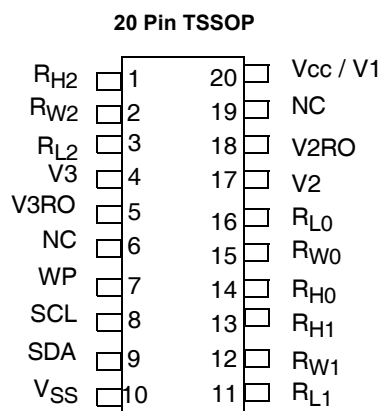 20 Pin TSSOP
RH2 1 20 Vcc / V1
RW2 2 19 NC
RL2 3 18 V2RO
V3 4 17 V2
V3RO 5 16 RL0
NC 6 15 RW0
WP 7 14 RH0
SCL 8 13 RH1
SDA 9 12 RW1
VSS 10 11 RL1